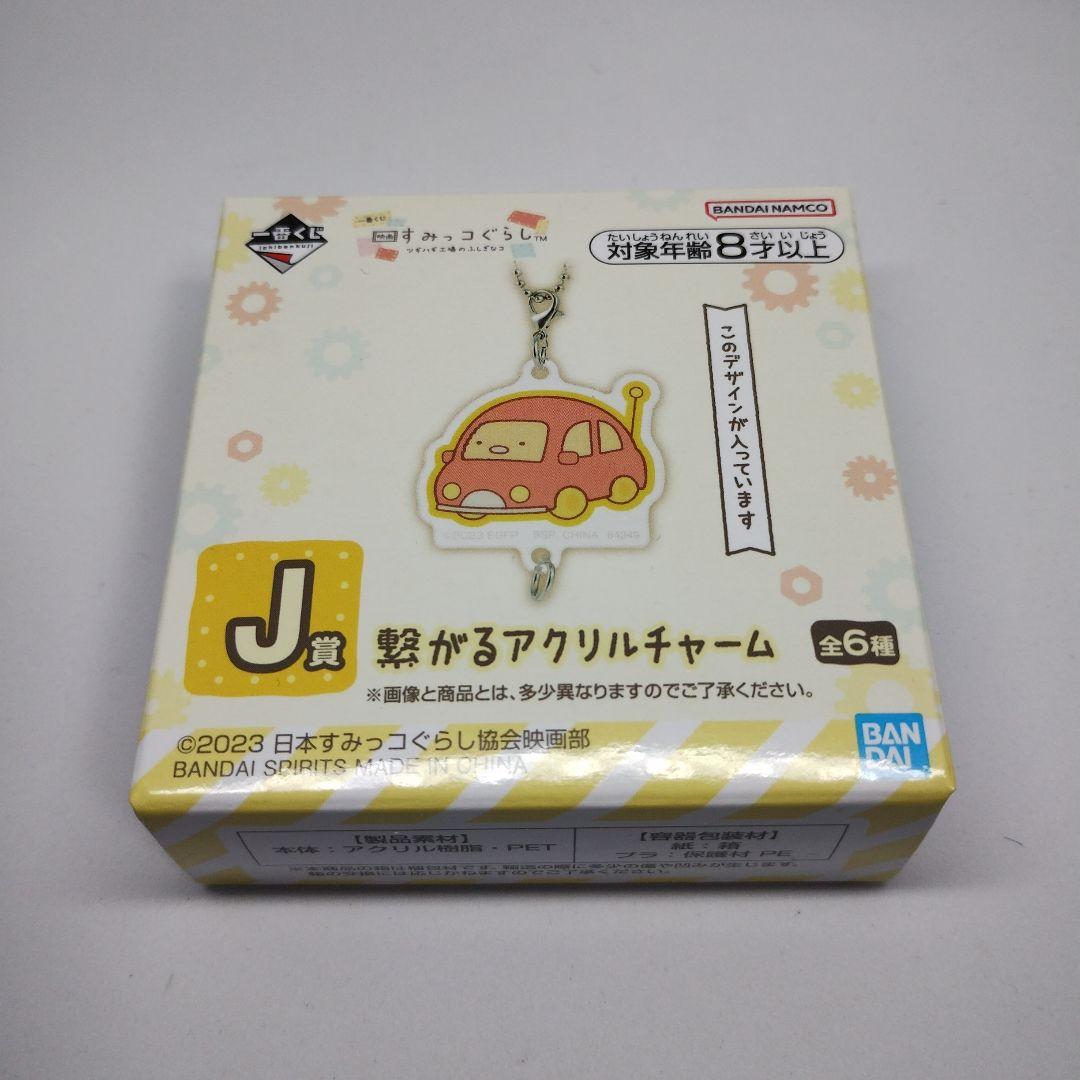 一番くじ
ichibankuji
一番くじ
映画 すみっコぐらし™
ツギハギ工場のふしぎなコ
BANDAI NAMCO
たいしょうねんれい さい いじょう
対象年齢 8才以上
このデザインが入っています
©2023 EGFP BSP, CHINA 84349
J賞
繋がるアクリルチャーム
全6種
※画像と商品とは、多少異なりますのでご了承ください。
©2023 日本すみっコぐらし協会映画部
BANDAI SPIRITS MADE IN CHINA
BAN
DAI
【製品素材】
本体：アクリル樹脂・PET
【容器包装材】
紙：箱
プラ：保護材 PE